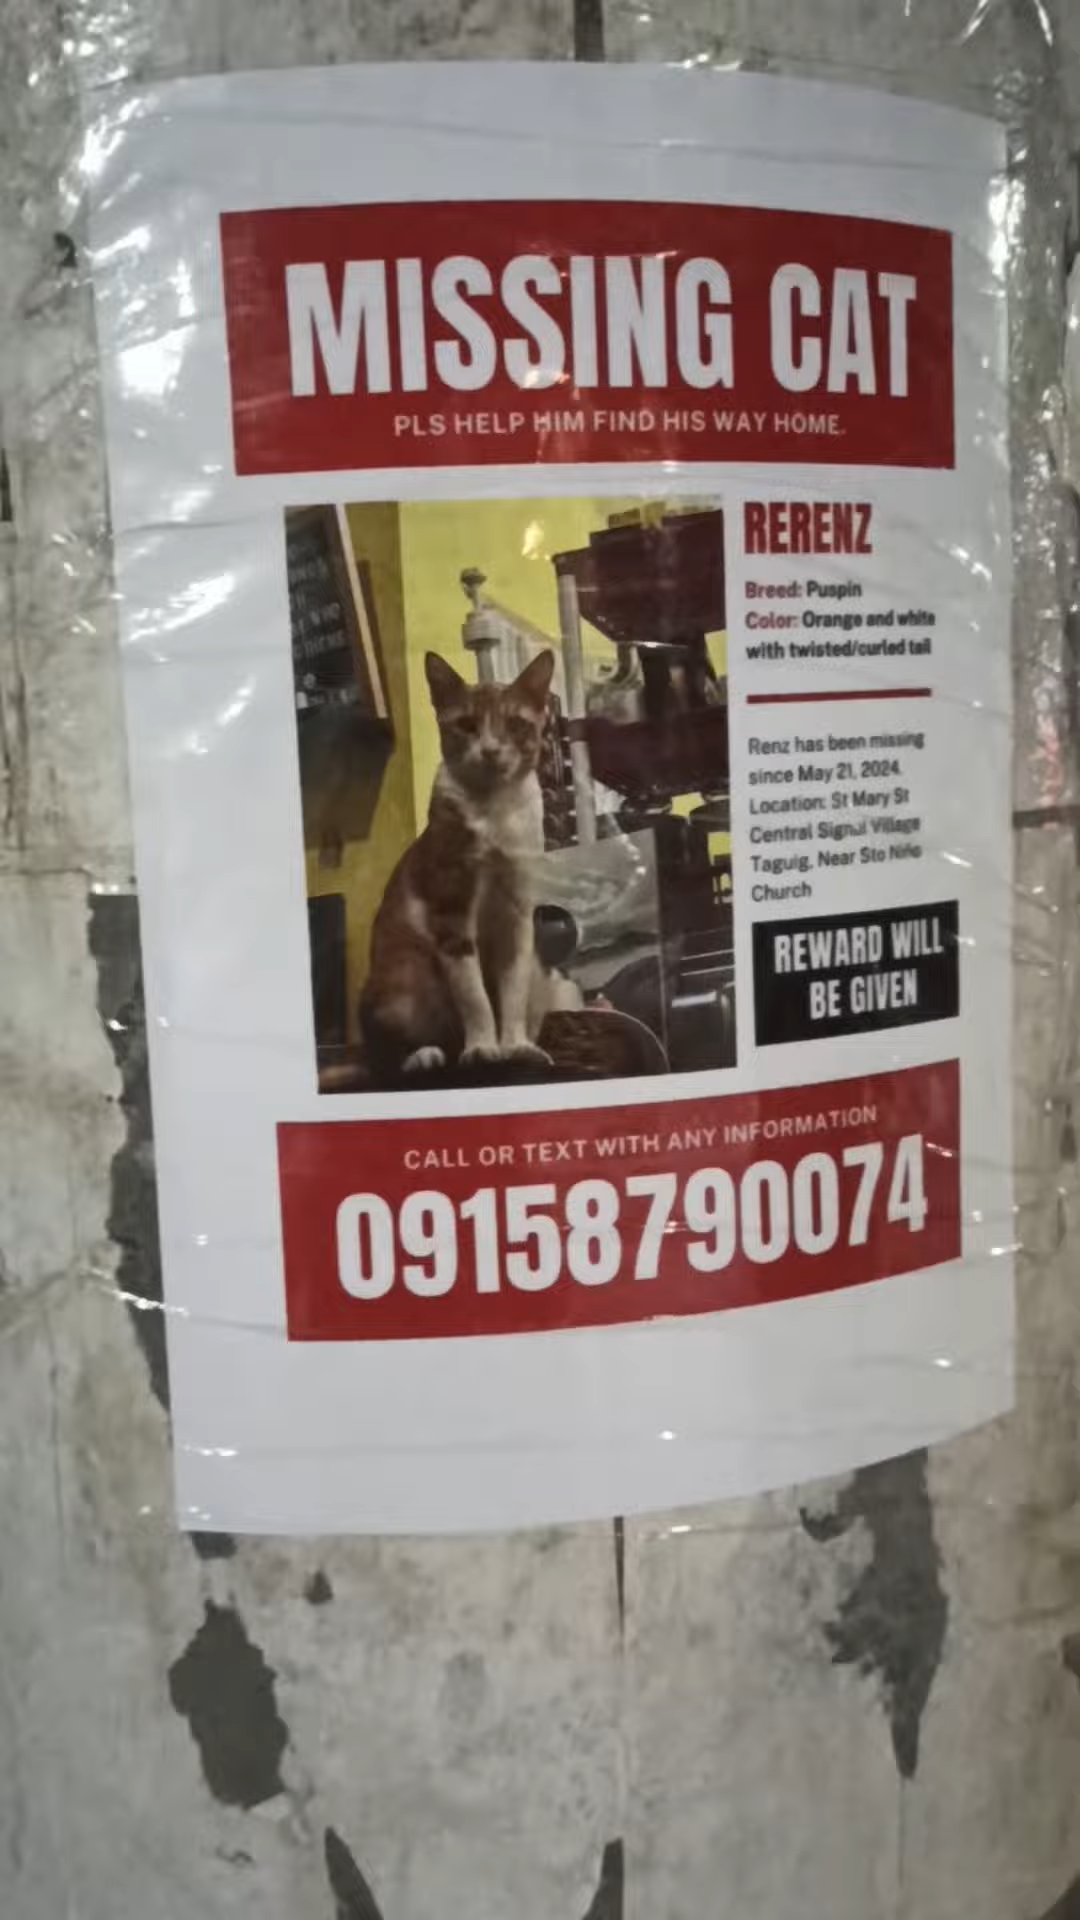 MISSING CAT
PLS HELP HIM FIND HIS WAY HOME.
RERENZ
Breed: Puspin
Color: Orange and white
with twisted/curled tail
Renz has been missing
since May 21, 2024.
Location: St Mary St
Central Signal Village
Taguig, Near Sto Niño
Church
REWARD WILL
BE GIVEN
CALL OR TEXT WITH ANY INFORMATION
09158790074